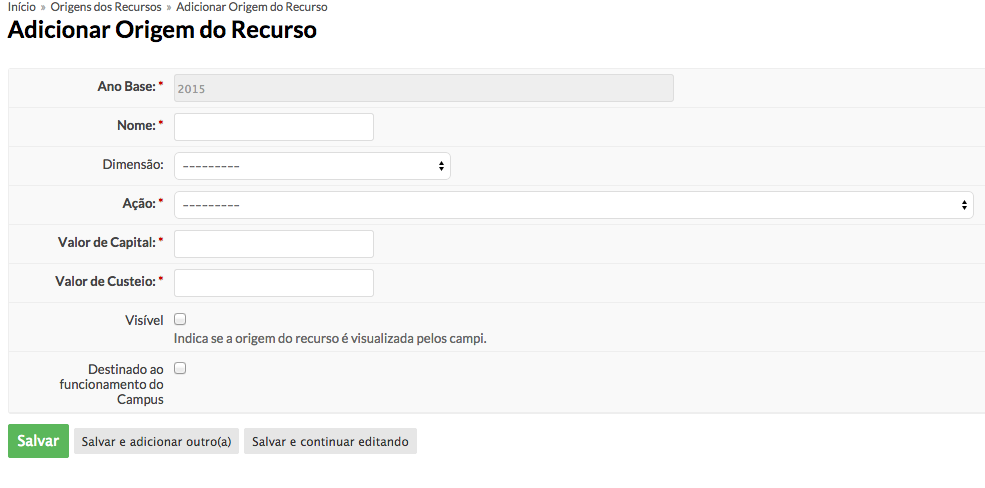 Início » Origens dos Recursos » Adicionar Origem do Recurso
Adicionar Origem do Recurso
Ano Base:* 2015
Nome:*
Dimensão: ---------
Ação:* ---------
Valor de Capital:*
Valor de Custeio:*
Visível
Indica se a origem do recurso é visualizada pelos campi.
Destinado ao
funcionamento do
Campus
Salvar Salvar e adicionar outro(a) Salvar e continuar editando